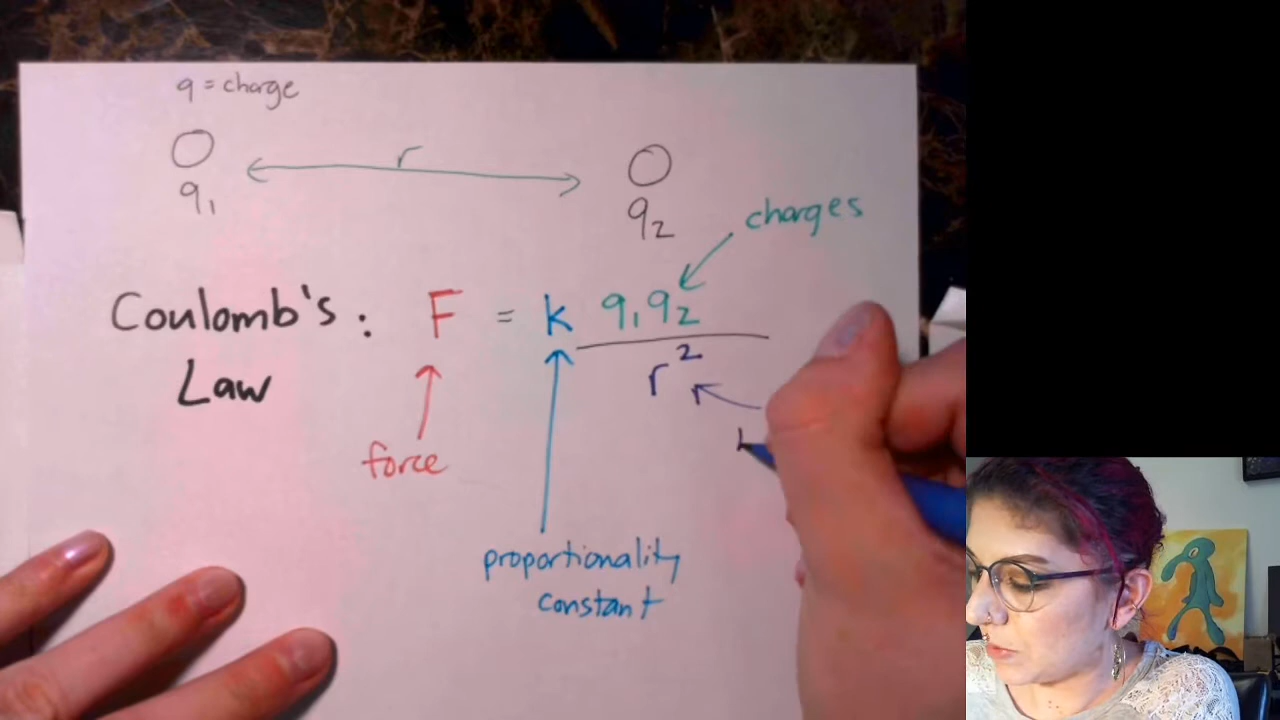 q = charge
r
q₁
q₂
charges
Coulomb's : F = k q₁q₂
r²
Law
force
proportionality
constant